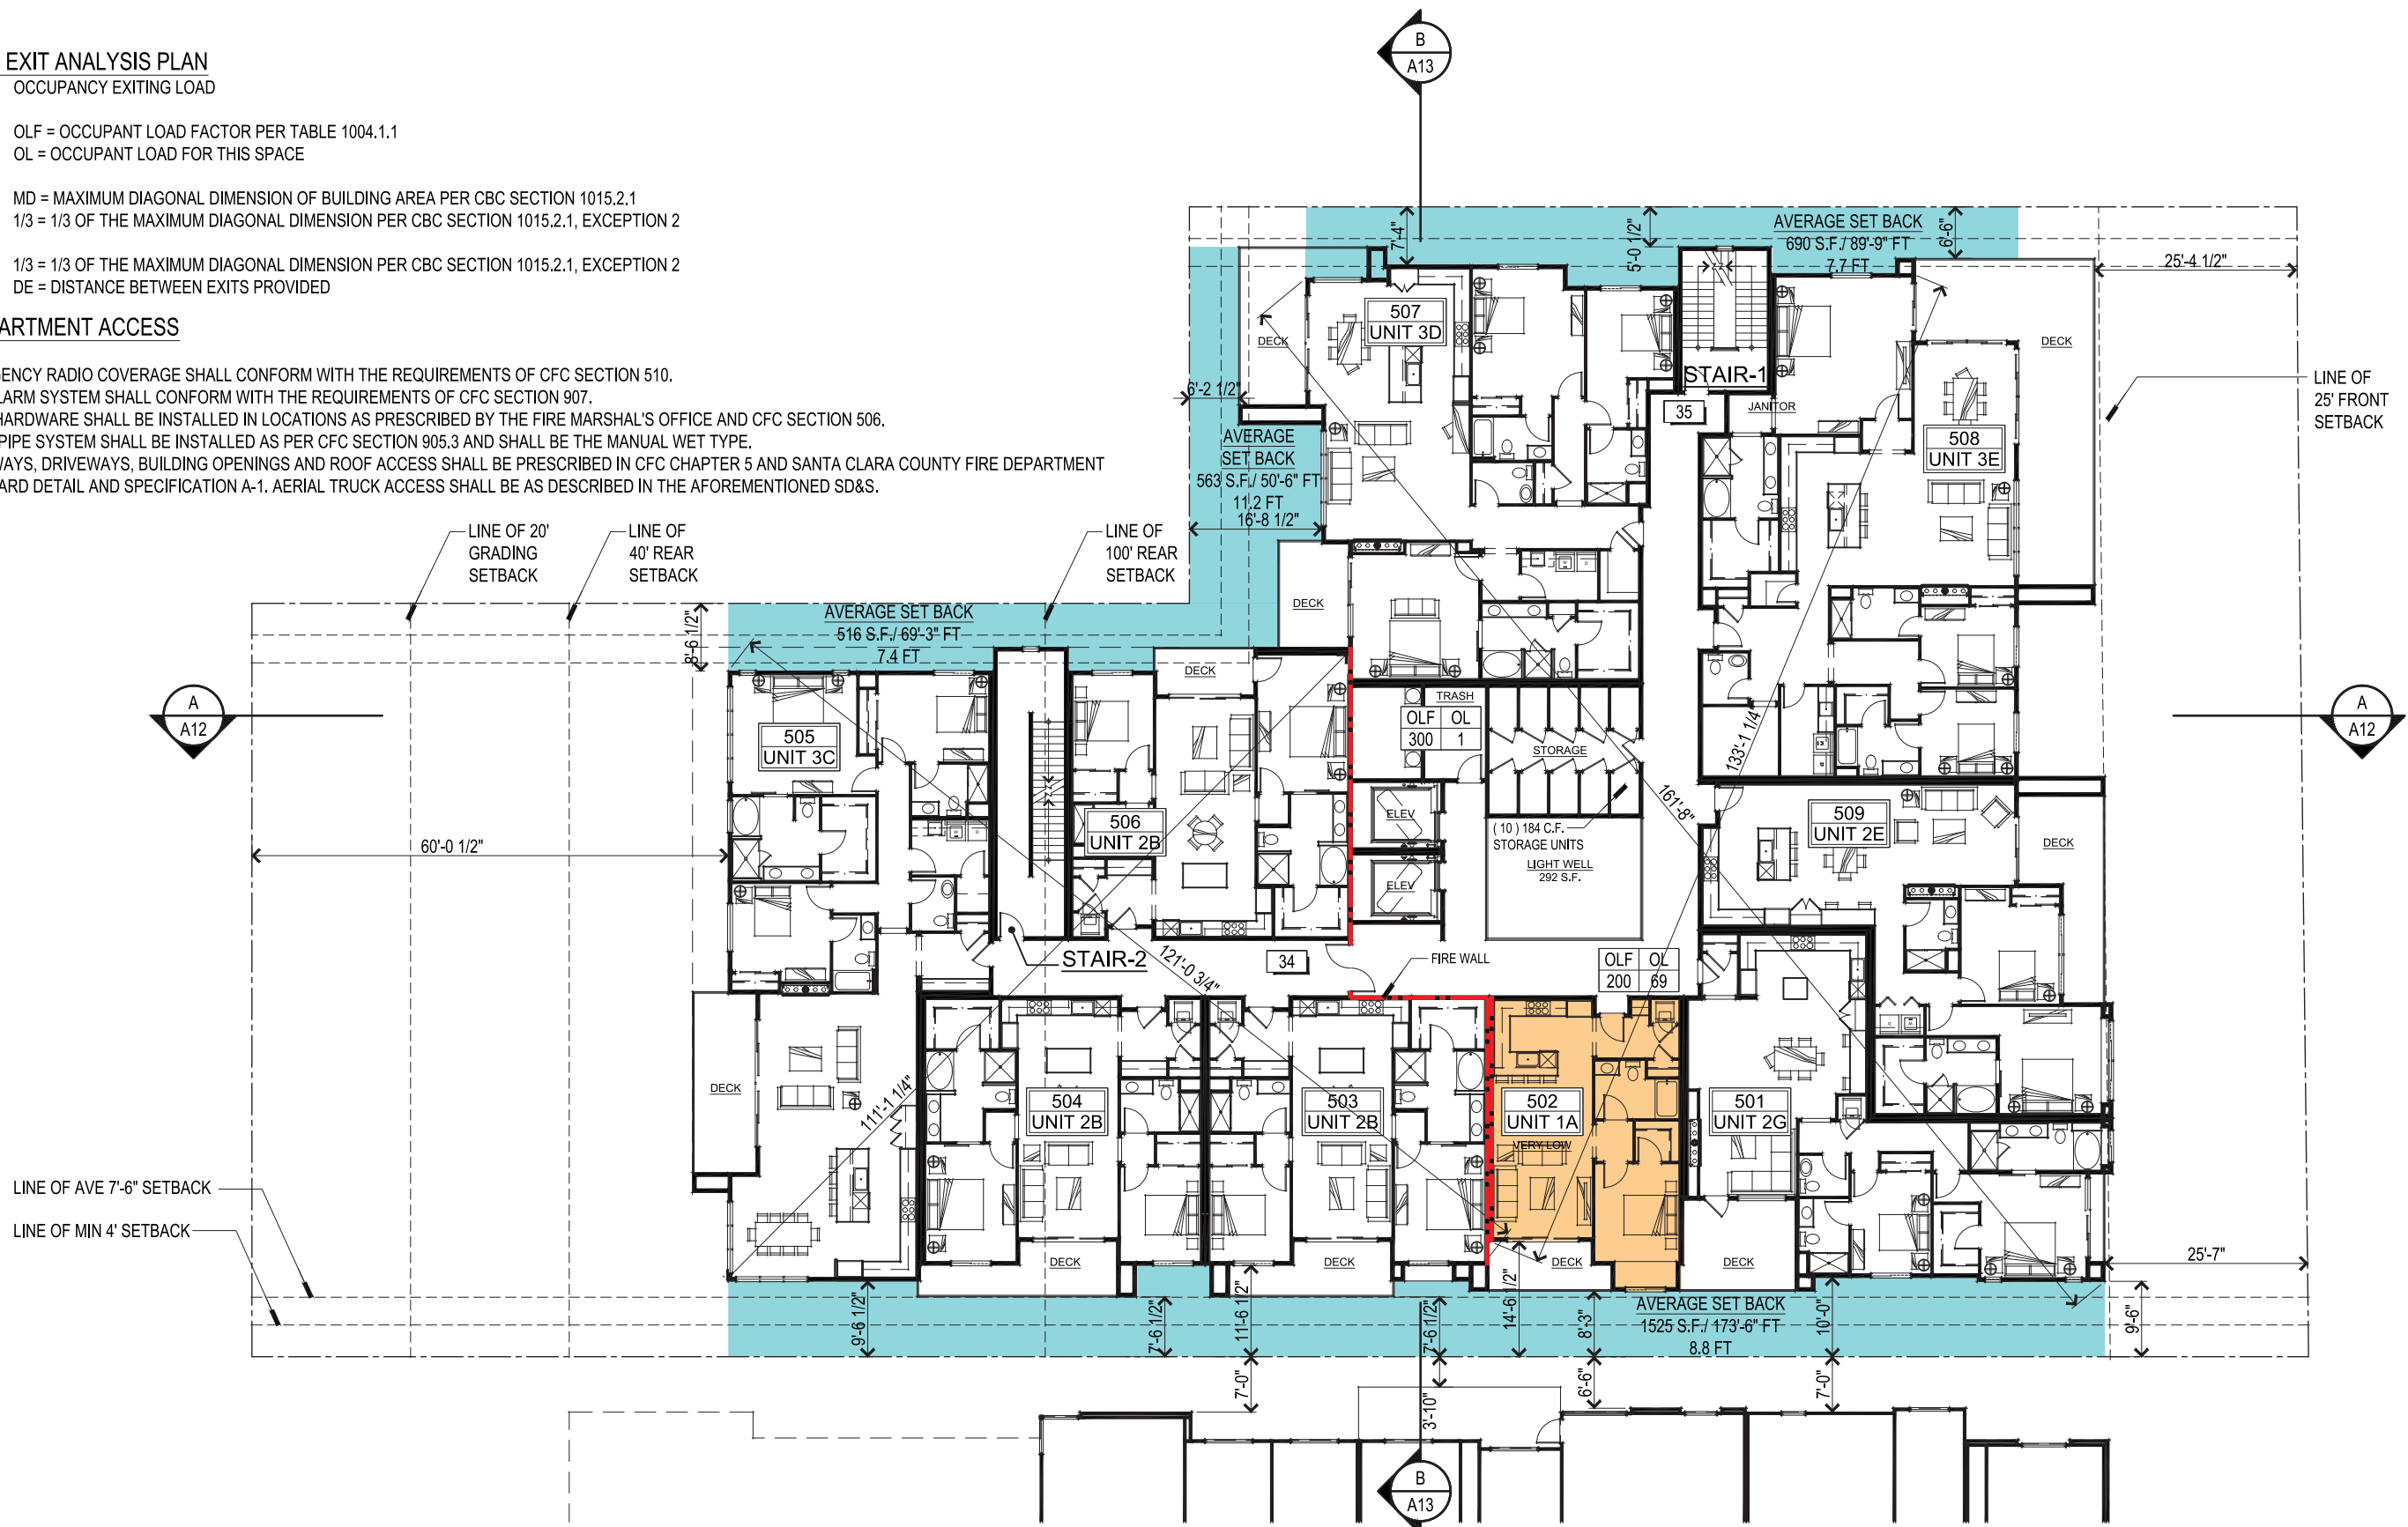 EXIT ANALYSIS PLAN
OCCUPANCY EXITING LOAD
OLF = OCCUPANT LOAD FACTOR PER TABLE 1004.1.1
OL = OCCUPANT LOAD FOR THIS SPACE
MD = MAXIMUM DIAGONAL DIMENSION OF BUILDING AREA PER CBC SECTION 1015.2.1
1/3 = 1/3 OF THE MAXIMUM DIAGONAL DIMENSION PER CBC SECTION 1015.2.1, EXCEPTION 2
1/3 = 1/3 OF THE MAXIMUM DIAGONAL DIMENSION PER CBC SECTION 1015.2.1, EXCEPTION 2
DE = DISTANCE BETWEEN EXITS PROVIDED
ARTMENT ACCESS
ENCY RADIO COVERAGE SHALL CONFORM WITH THE REQUIREMENTS OF CFC SECTION 510.
LARM SYSTEM SHALL CONFORM WITH THE REQUIREMENTS OF CFC SECTION 907.
HARDWARE SHALL BE INSTALLED IN LOCATIONS AS PRESCRIBED BY THE FIRE MARSHAL'S OFFICE AND CFC SECTION 506.
PIPE SYSTEM SHALL BE INSTALLED AS PER CFC SECTION 905.3 AND SHALL BE THE MANUAL WET TYPE.
WAYS, DRIVEWAYS, BUILDING OPENINGS AND ROOF ACCESS SHALL BE PRESCRIBED IN CFC CHAPTER 5 AND SANTA CLARA COUNTY FIRE DEPARTMENT
ARD DETAIL AND SPECIFICATION A-1. AERIAL TRUCK ACCESS SHALL BE AS DESCRIBED IN THE AFOREMENTIONED SD&S.
B
A13
7'-4"
5'-0 1/2"
AVERAGE SET BACK
690 S.F./ 89'-9" FT
7.7 FT
6'-6"
25'-4 1/2"
507
UNIT 3D
DECK
STAIR-1
35
JANITOR
DECK
508
UNIT 3E
LINE OF
25' FRONT
SETBACK
6'-2 1/2"
AVERAGE
SET BACK
563 S.F./ 50'-6" FT
11.2 FT
16'-8 1/2"
LINE OF 20'
GRADING
SETBACK
LINE OF
40' REAR
SETBACK
LINE OF
100' REAR
SETBACK
DECK
8'-6 1/2"
AVERAGE SET BACK
516 S.F./ 69'-3" FT
7.4 FT
DECK
A
A12
505
UNIT 3C
506
UNIT 2B
TRASH
OLF OL
300 1
STORAGE
133'-1 1/4"
161'-8"
A
A12
ELEV
ELEV
( 10 ) 184 C.F.
STORAGE UNITS
LIGHT WELL
292 S.F.
509
UNIT 2E
DECK
60'-0 1/2"
STAIR-2
121'-0 3/4"
34
FIRE WALL
OLF OL
200 69
DECK
111'-1 1/4"
504
UNIT 2B
503
UNIT 2B
502
UNIT 1A
VERY LOW
501
UNIT 2G
LINE OF AVE 7'-6" SETBACK
LINE OF MIN 4' SETBACK
DECK
DECK
DECK
DECK
25'-7"
9'-6 1/2"
7'-6 1/2"
11'-6 1/2"
7'-6 1/2"
14'-6 1/2"
8'-3"
AVERAGE SET BACK
1525 S.F./ 173'-6" FT
8.8 FT
10'-0"
9'-6"
7'-0"
3'-10"
6'-6"
7'-0"
B
A13